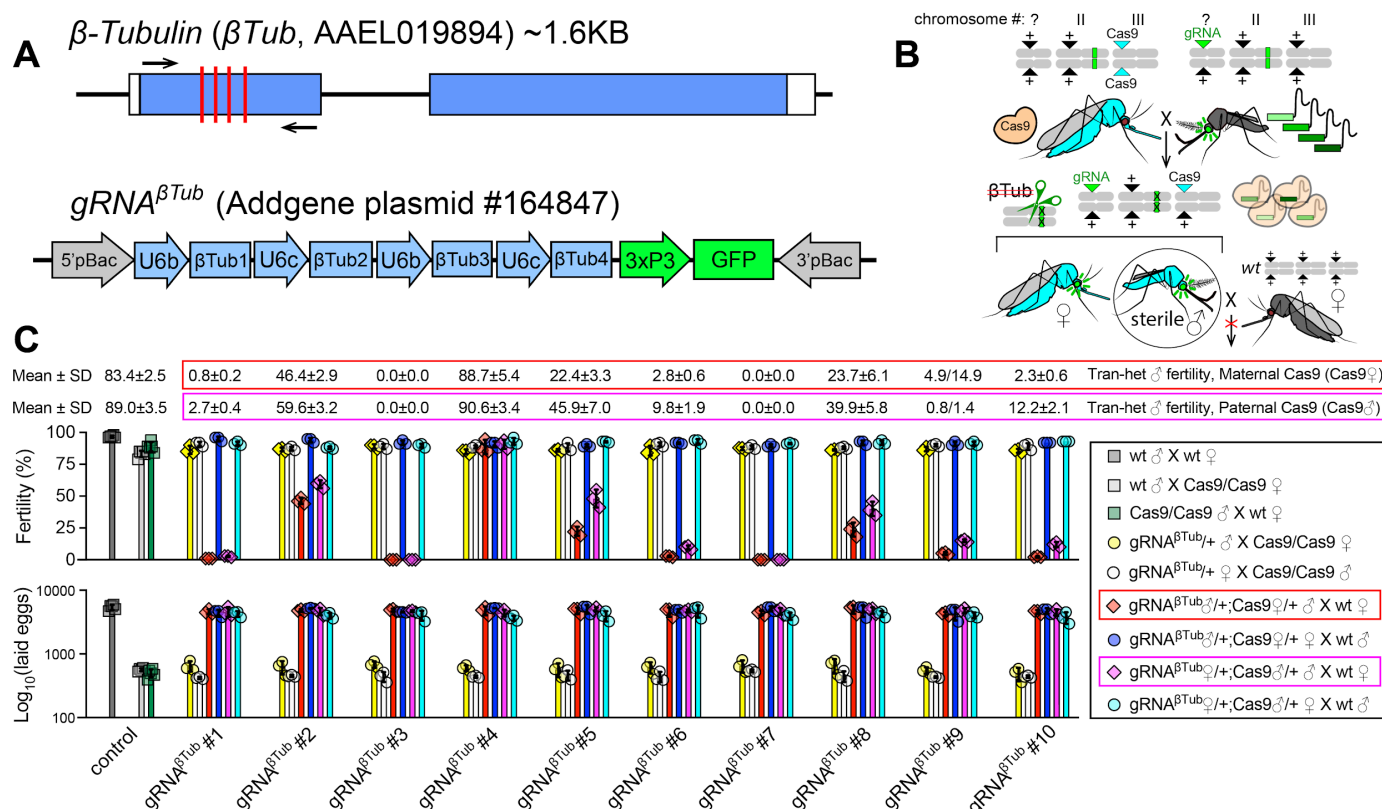 A
β-Tubulin (βTub, AAEL019894) ~1.6KB
gRNA^βTub (Addgene plasmid #164847)
5'pBac U6b βTub1 U6c βTub2 U6b βTub3 U6c βTub4 3xP3 GFP 3'pBac
B
chromosome #: ? II III ? II III
+ + Cas9 gRNA + +
+ + Cas9 + + +
Cas9 X
βTub gRNA + Cas9
+ + +
wt + + +
+ + +
♀ sterile ♂ X ♀
C
Mean ± SD 83.4±2.5 0.8±0.2 46.4±2.9 0.0±0.0 88.7±5.4 22.4±3.3 2.8±0.6 0.0±0.0 23.7±6.1 4.9/14.9 2.3±0.6 Tran-het ♂ fertility, Maternal Cas9 (Cas9♀)
Mean ± SD 89.0±3.5 2.7±0.4 59.6±3.2 0.0±0.0 90.6±3.4 45.9±7.0 9.8±1.9 0.0±0.0 39.9±5.8 0.8/1.4 12.2±2.1 Tran-het ♂ fertility, Paternal Cas9 (Cas9♂)
Fertility (%)
100
75
50
25
0
Log10(laid eggs)
10000
1000
100
control gRNA^βTub #1 gRNA^βTub #2 gRNA^βTub #3 gRNA^βTub #4 gRNA^βTub #5 gRNA^βTub #6 gRNA^βTub #7 gRNA^βTub #8 gRNA^βTub #9 gRNA^βTub #10
wt ♂ X wt ♀
wt ♂ X Cas9/Cas9 ♀
Cas9/Cas9 ♂ X wt ♀
gRNA^βTub/+ ♂ X Cas9/Cas9 ♀
gRNA^βTub/+ ♀ X Cas9/Cas9 ♂
gRNA^βTub♂/+;Cas9♀/+ ♂ X wt ♀
gRNA^βTub♂/+;Cas9♀/+ ♀ X wt ♂
gRNA^βTub♀/+;Cas9♂/+ ♂ X wt ♀
gRNA^βTub♀/+;Cas9♂/+ ♀ X wt ♂